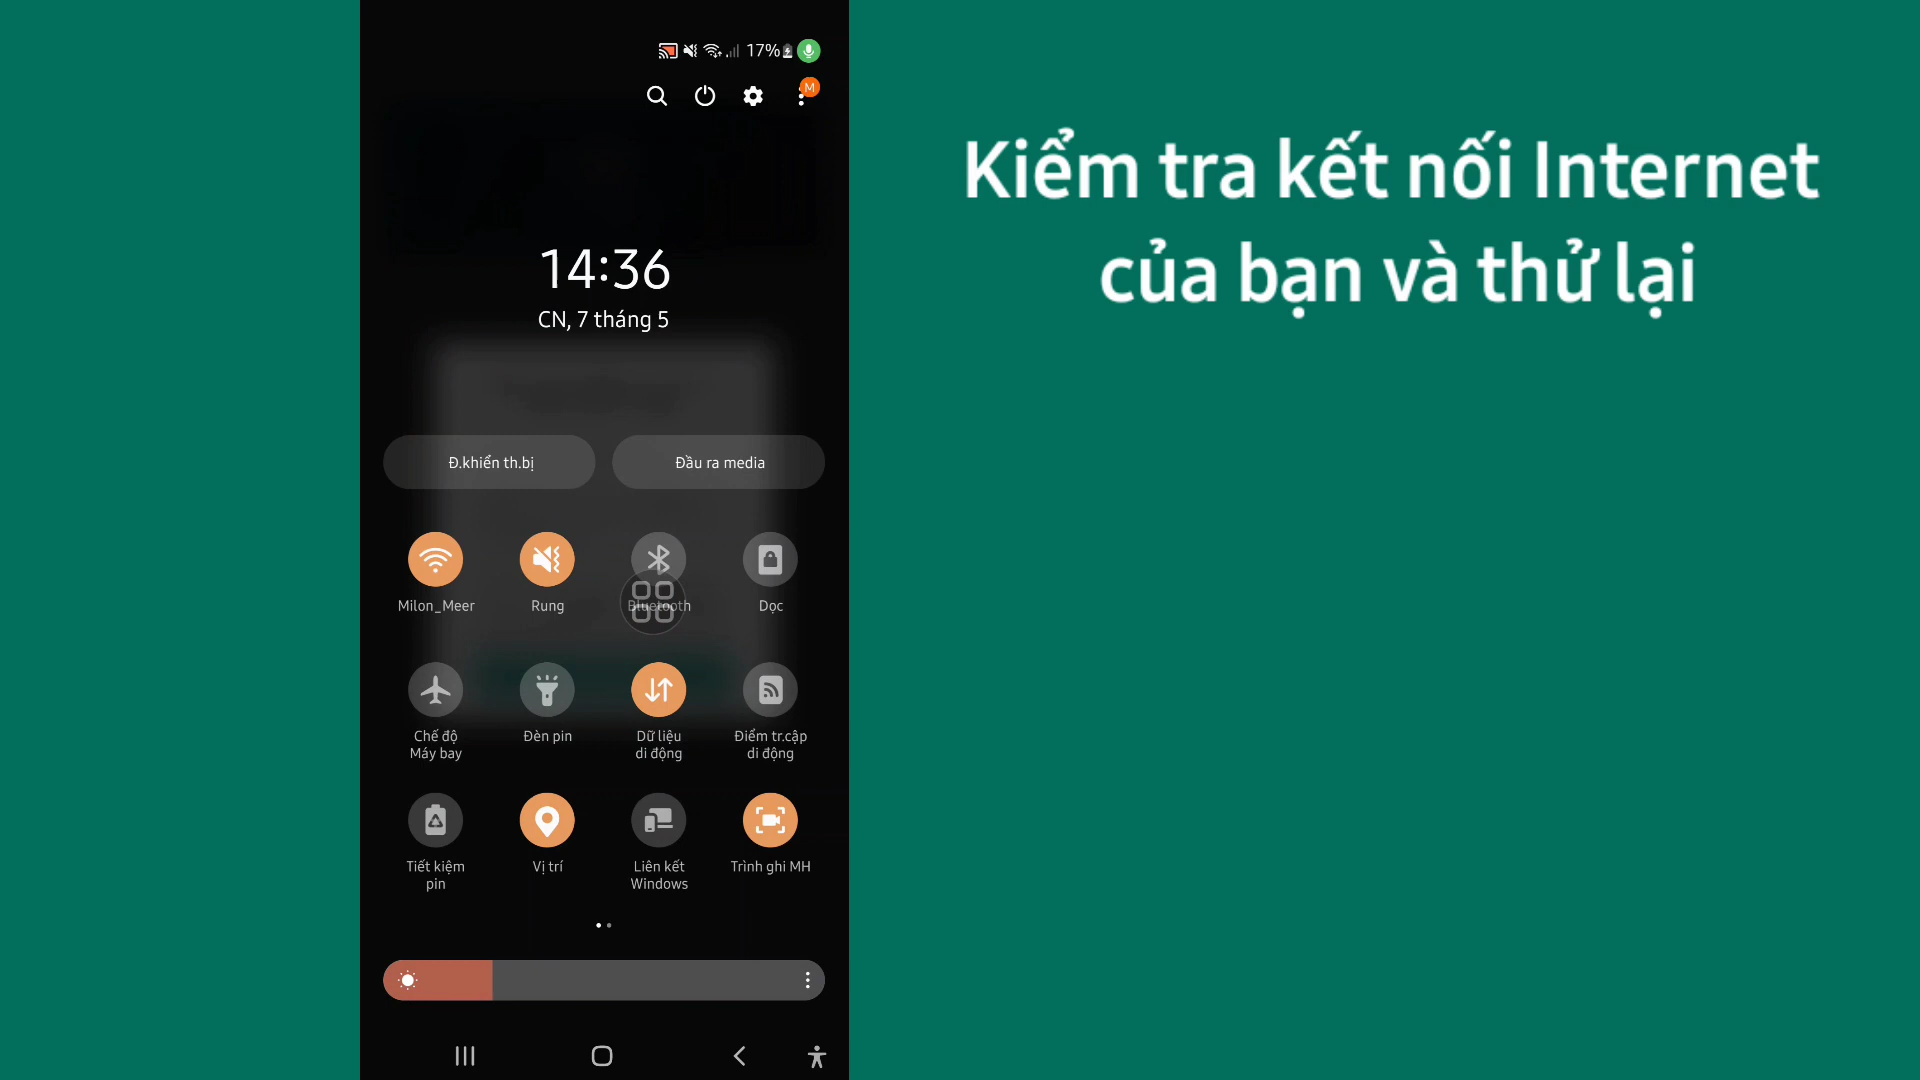 17%
M
Kiểm tra kết nối Internet
của bạn và thử lại
14:36
CN, 7 tháng 5
Đ.khiển th.bị
Đầu ra media
Milon_Meer
Rung
Bluetooth
Dọc
Chế độ
Máy bay
Đèn pin
Dữ liệu
di động
Điểm tr.cập
di động
Tiết kiệm
pin
Vị trí
Liên kết
Windows
Trình ghi MH